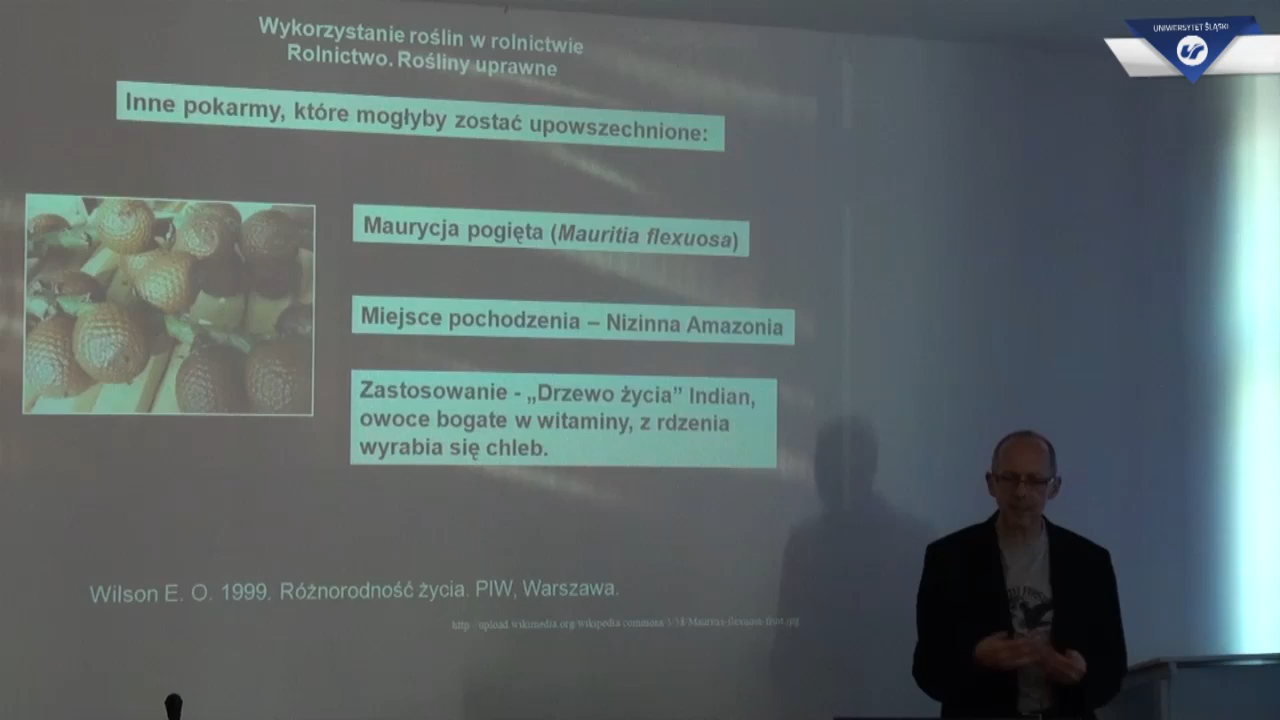 Wykorzystanie roślin w rolnictwie
Rolnictwo. Rośliny uprawne
Inne pokarmy, które mogłyby zostać upowszechnione:
Maurycja pogięta (Mauritia flexuosa)
Miejsce pochodzenia – Nizinna Amazonia
Zastosowanie - „Drzewo życia” Indian,
owoce bogate w witaminy, z rdzenia
wyrabia się chleb.
Wilson E. O. 1999. Różnorodność życia. PIW, Warszawa.
UNIWERSYTET ŚLĄSKI